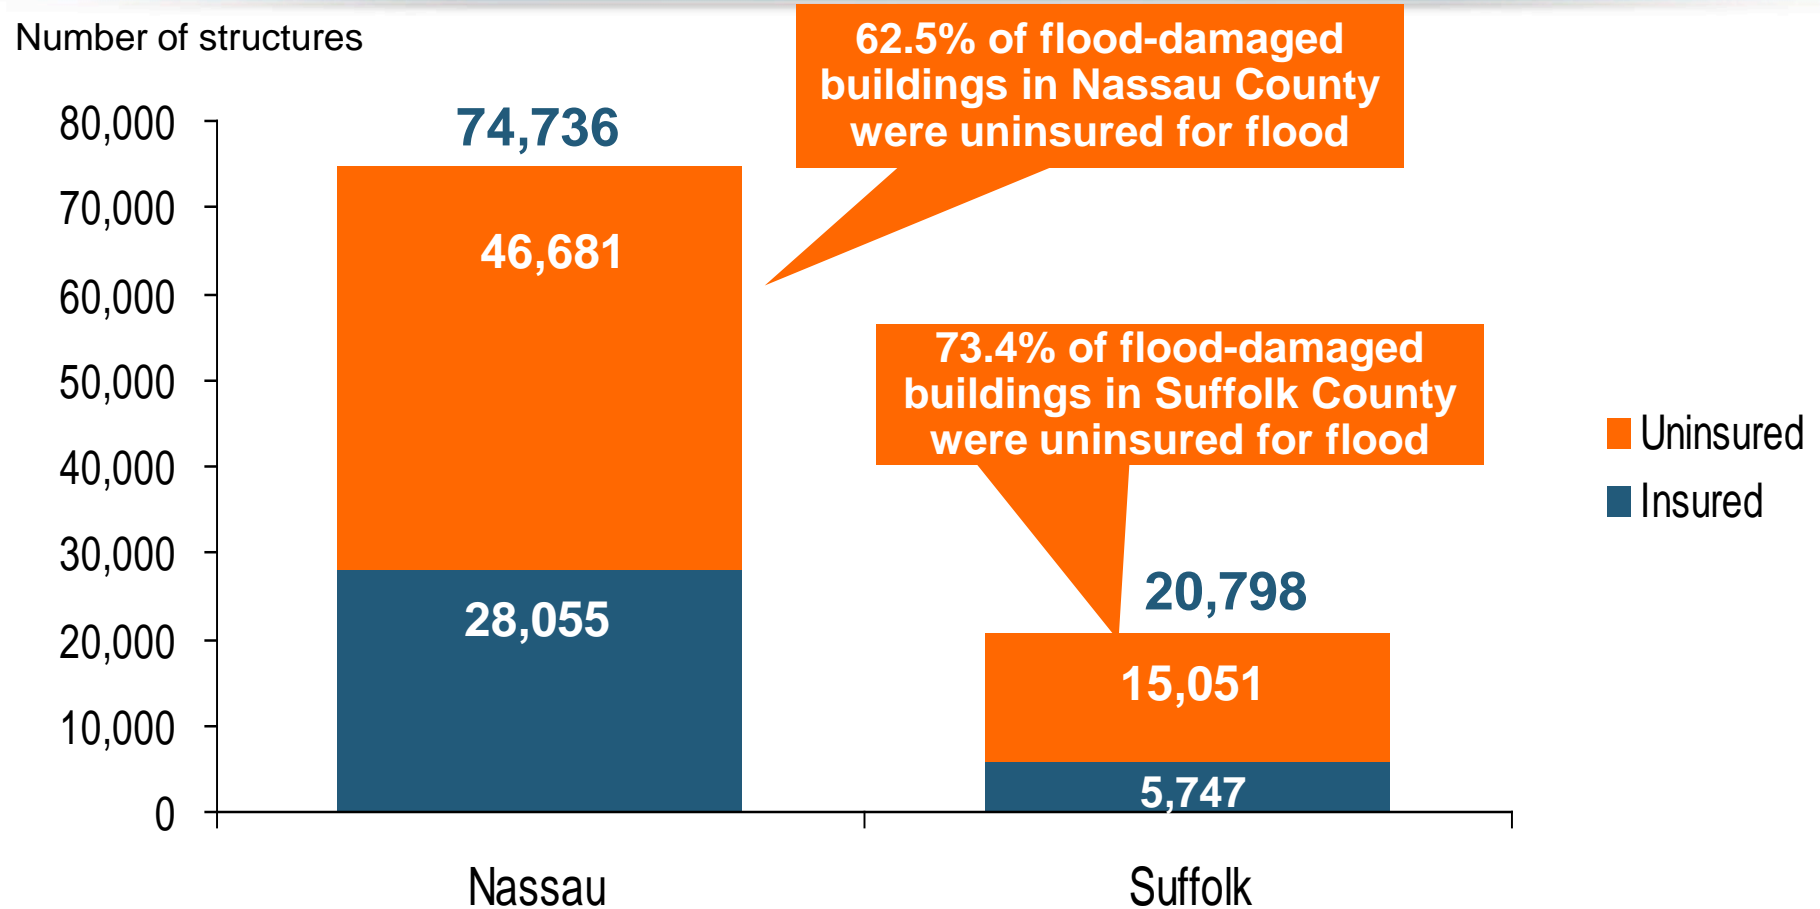 Number of structures
62.5% of flood-damaged
buildings in Nassau County
were uninsured for flood
80,000
74,736
70,000
46,681
60,000
73.4% of flood-damaged
buildings in Suffolk County
were uninsured for flood
50,000
Uninsured
40,000
Insured
30,000
20,798
28,055
20,000
15,051
10,000
5,747
0
Nassau
Suffolk